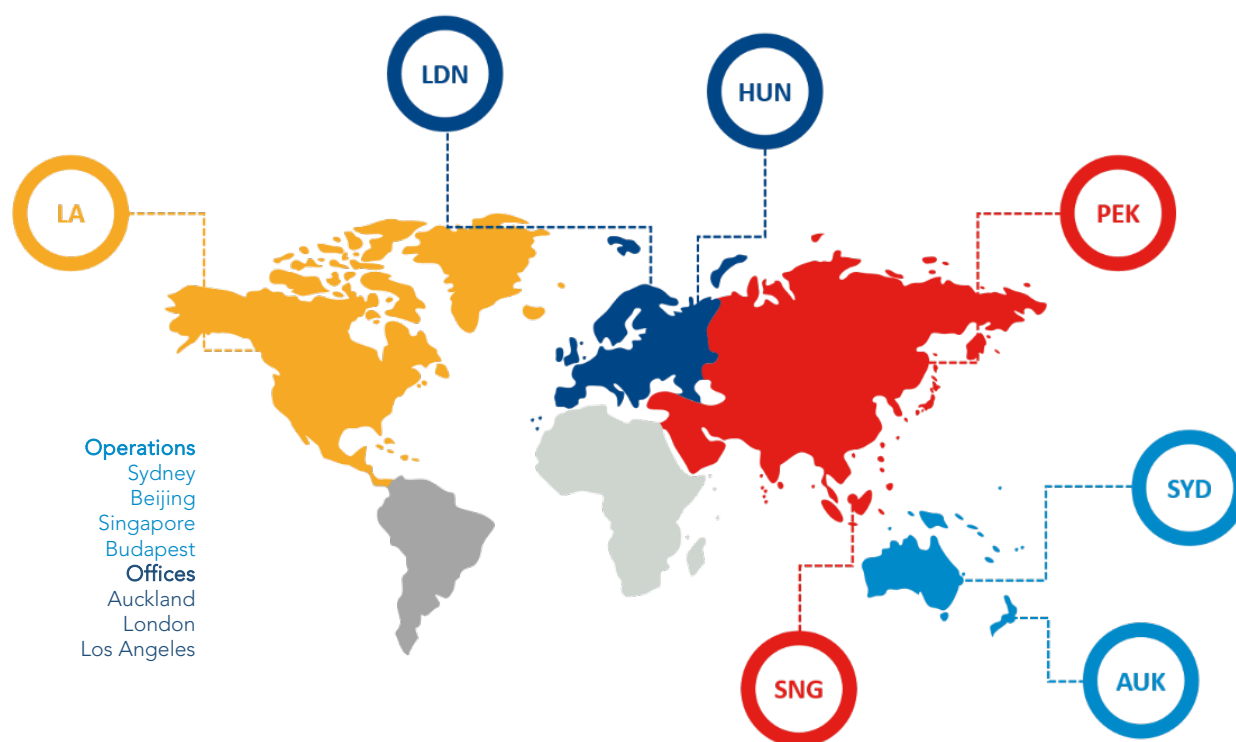 LDN
HUN
LA
PEK
Operations
Sydney
Beijing
Singapore
Budapest
Offices
Auckland
London
Los Angeles
SYD
SNG
AUK